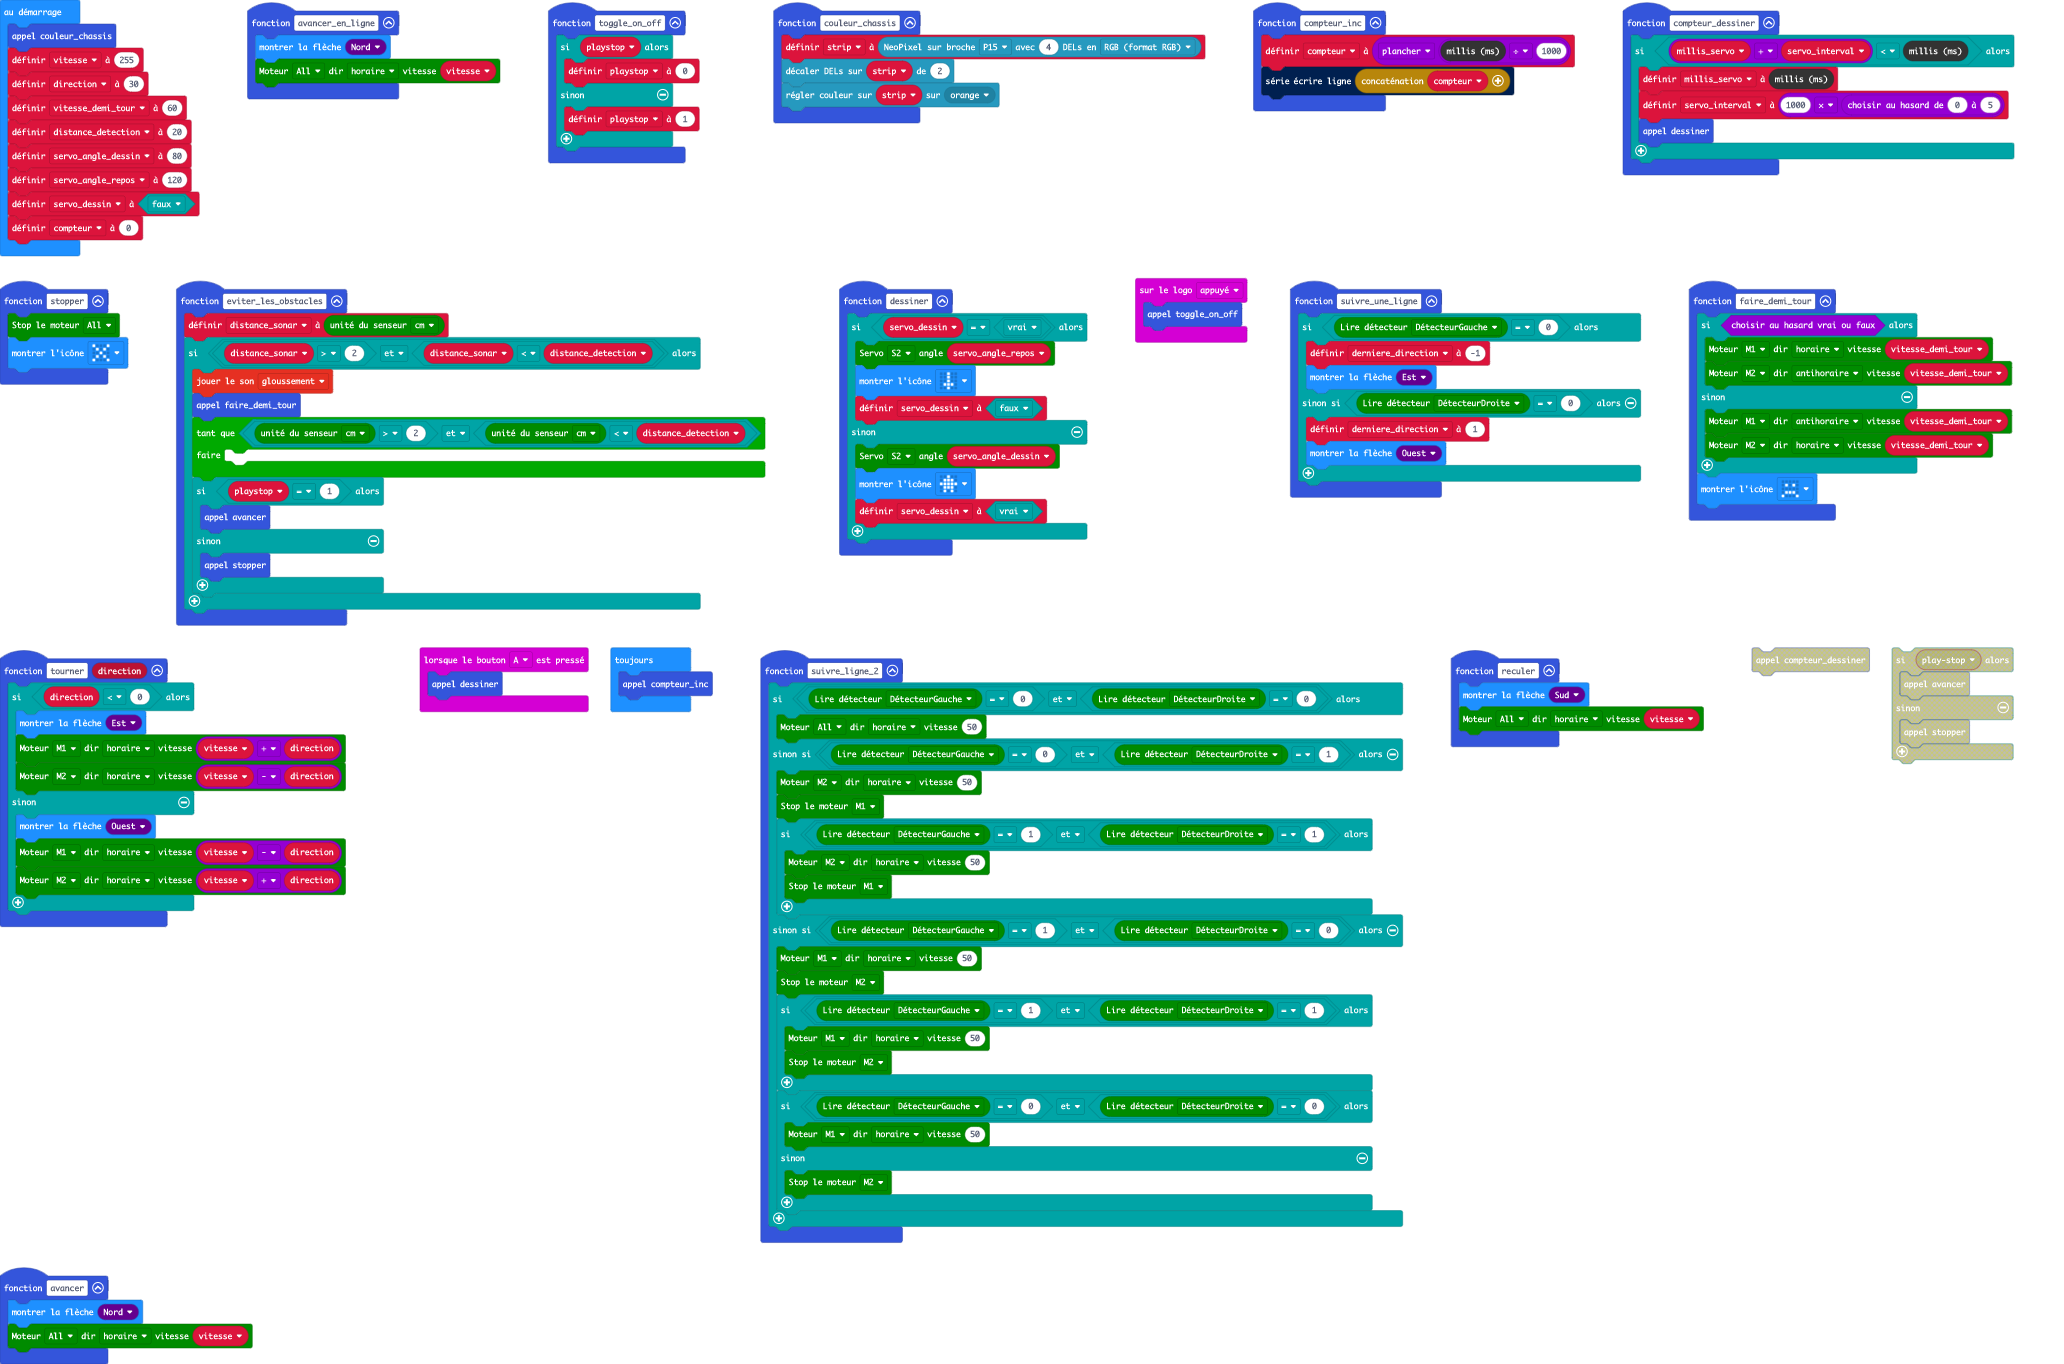 au démarrage
appel couleur_chassis
définir vitesse à 255
définir direction à 30
définir vitesse_demi_tour à 60
définir distance_detection à 20
définir servo_angle_dessin à 80
définir servo_angle_repos à 120
définir servo_dessin à faux
définir compteur à 0
fonction avancer_en_ligne
montrer la flèche Nord
Moteur All dir horaire vitesse vitesse
fonction toggle_on_off
si playstop alors
définir playstop à 0
sinon
définir playstop à 1
fonction couleur_chassis
définir strip à NeoPixel sur broche P15 avec 4 DELs en RGB (format RGB)
décaler DELs sur strip de 2
régler couleur sur strip sur orange
fonction compteur_inc
définir compteur à plancher millis (ms) ÷ 1000
série écrire ligne concaténation compteur
fonction compteur_dessiner
si millis_servo + servo_interval < millis (ms) alors
définir millis_servo à millis (ms)
définir servo_interval à 1000 × choisir au hasard de 0 à 5
appel dessiner
fonction stopper
Stop le moteur All
montrer l'icône
fonction eviter_les_obstacles
définir distance_sonar à unité du senseur cm
si distance_sonar > 2 et distance_sonar < distance_detection alors
jouer le son gloussement
appel faire_demi_tour
tant que unité du senseur cm > 2 et unité du senseur cm < distance_detection
faire
si playstop = 1 alors
appel avancer
sinon
appel stopper
fonction dessiner
si servo_dessin = vrai alors
Servo S2 angle servo_angle_repos
montrer l'icône
définir servo_dessin à faux
sinon
Servo S2 angle servo_angle_dessin
montrer l'icône
définir servo_dessin à vrai
sur le logo appuyé
appel toggle_on_off
fonction suivre_une_ligne
si Lire détecteur DétecteurGauche = 0 alors
définir derniere_direction à -1
montrer la flèche Est
sinon si Lire détecteur DétecteurDroite = 0 alors
définir derniere_direction à 1
montrer la flèche Ouest
fonction faire_demi_tour
si choisir au hasard vrai ou faux alors
Moteur M1 dir horaire vitesse vitesse_demi_tour
Moteur M2 dir antihoraire vitesse vitesse_demi_tour
sinon
Moteur M1 dir antihoraire vitesse vitesse_demi_tour
Moteur M2 dir horaire vitesse vitesse_demi_tour
montrer l'icône
fonction tourner direction
si direction < 0 alors
montrer la flèche Est
Moteur M1 dir horaire vitesse vitesse + direction
Moteur M2 dir horaire vitesse vitesse - direction
sinon
montrer la flèche Ouest
Moteur M1 dir horaire vitesse vitesse - direction
Moteur M2 dir horaire vitesse vitesse + direction
lorsque le bouton A est pressé
appel dessiner
toujours
appel compteur_inc
fonction suivre_ligne_2
si Lire détecteur DétecteurGauche = 0 et Lire détecteur DétecteurDroite = 0 alors
Moteur All dir horaire vitesse 50
sinon si Lire détecteur DétecteurGauche = 0 et Lire détecteur DétecteurDroite = 1 alors
Moteur M2 dir horaire vitesse 50
Stop le moteur M1
si Lire détecteur DétecteurGauche = 1 et Lire détecteur DétecteurDroite = 1 alors
Moteur M2 dir horaire vitesse 50
Stop le moteur M1
sinon si Lire détecteur DétecteurGauche = 1 et Lire détecteur DétecteurDroite = 0 alors
Moteur M1 dir horaire vitesse 50
Stop le moteur M2
si Lire détecteur DétecteurGauche = 1 et Lire détecteur DétecteurDroite = 1 alors
Moteur M1 dir horaire vitesse 50
Stop le moteur M2
si Lire détecteur DétecteurGauche = 0 et Lire détecteur DétecteurDroite = 0 alors
Moteur M1 dir horaire vitesse 50
sinon
Stop le moteur M2
fonction reculer
montrer la flèche Sud
Moteur All dir horaire vitesse vitesse
appel compteur_dessiner
si play-stop alors
appel avancer
sinon
appel stopper
fonction avancer
montrer la flèche Nord
Moteur All dir horaire vitesse vitesse